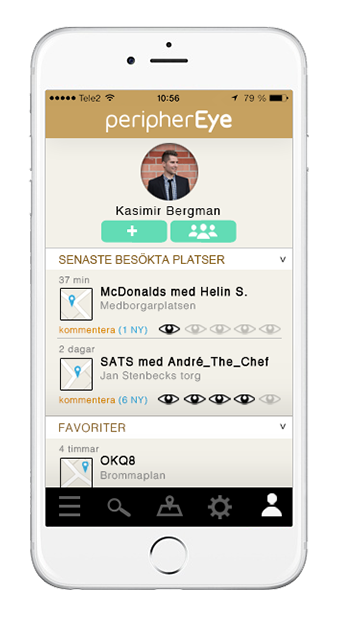 Tele2 10:56 79 %
peripherEye
Kasimir Bergman
+
SENASTE BESÖKTA PLATSER v
37 min
McDonalds med Helin S.
Medborgarplatsen
kommentera (1 NY)
2 dagar
SATS med André_The_Chef
Jan Stenbecks torg
kommentera (6 NY)
FAVORITER v
4 timmar
OKQ8
Brommaplan